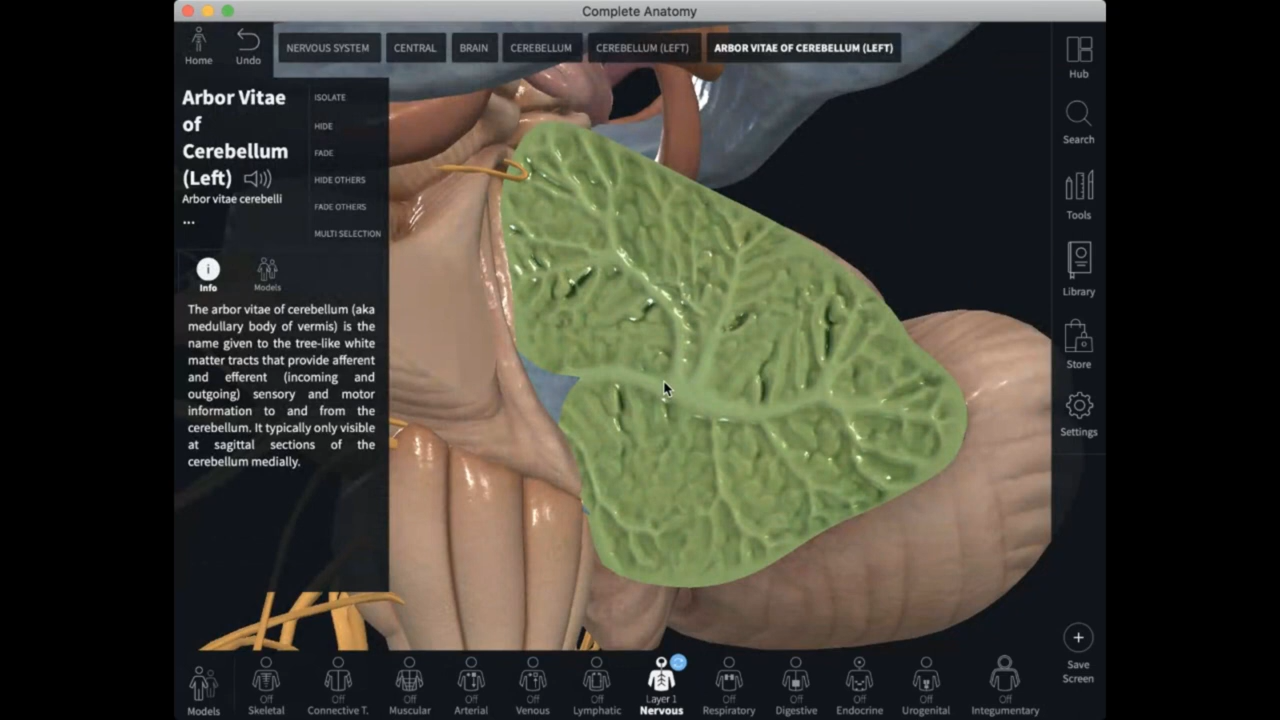 Complete Anatomy
Home
Undo
NERVOUS SYSTEM
CENTRAL
BRAIN
CEREBELLUM
CEREBELLUM (LEFT)
ARBOR VITAE OF CEREBELLUM (LEFT)
Arbor Vitae
of
Cerebellum
(Left)
Arbor vitae cerebelli
...
ISOLATE
HIDE
FADE
HIDE OTHERS
FADE OTHERS
MULTI SELECTION
Info
Models
The arbor vitae of cerebellum (aka
medullary body of vermis) is the
name given to the tree-like white
matter tracts that provide afferent
and efferent (incoming and
outgoing) sensory and motor
information to and from the
cerebellum. It typically only visible
at sagittal sections of the
cerebellum medially.
Hub
Search
Tools
Library
Store
Settings
Save
Screen
Models
Off
Skeletal
Off
Connective T.
Off
Muscular
Off
Arterial
Off
Venous
Off
Lymphatic
Layer 1
Nervous
Off
Respiratory
Off
Digestive
Off
Endocrine
Off
Urogenital
Off
Integumentary